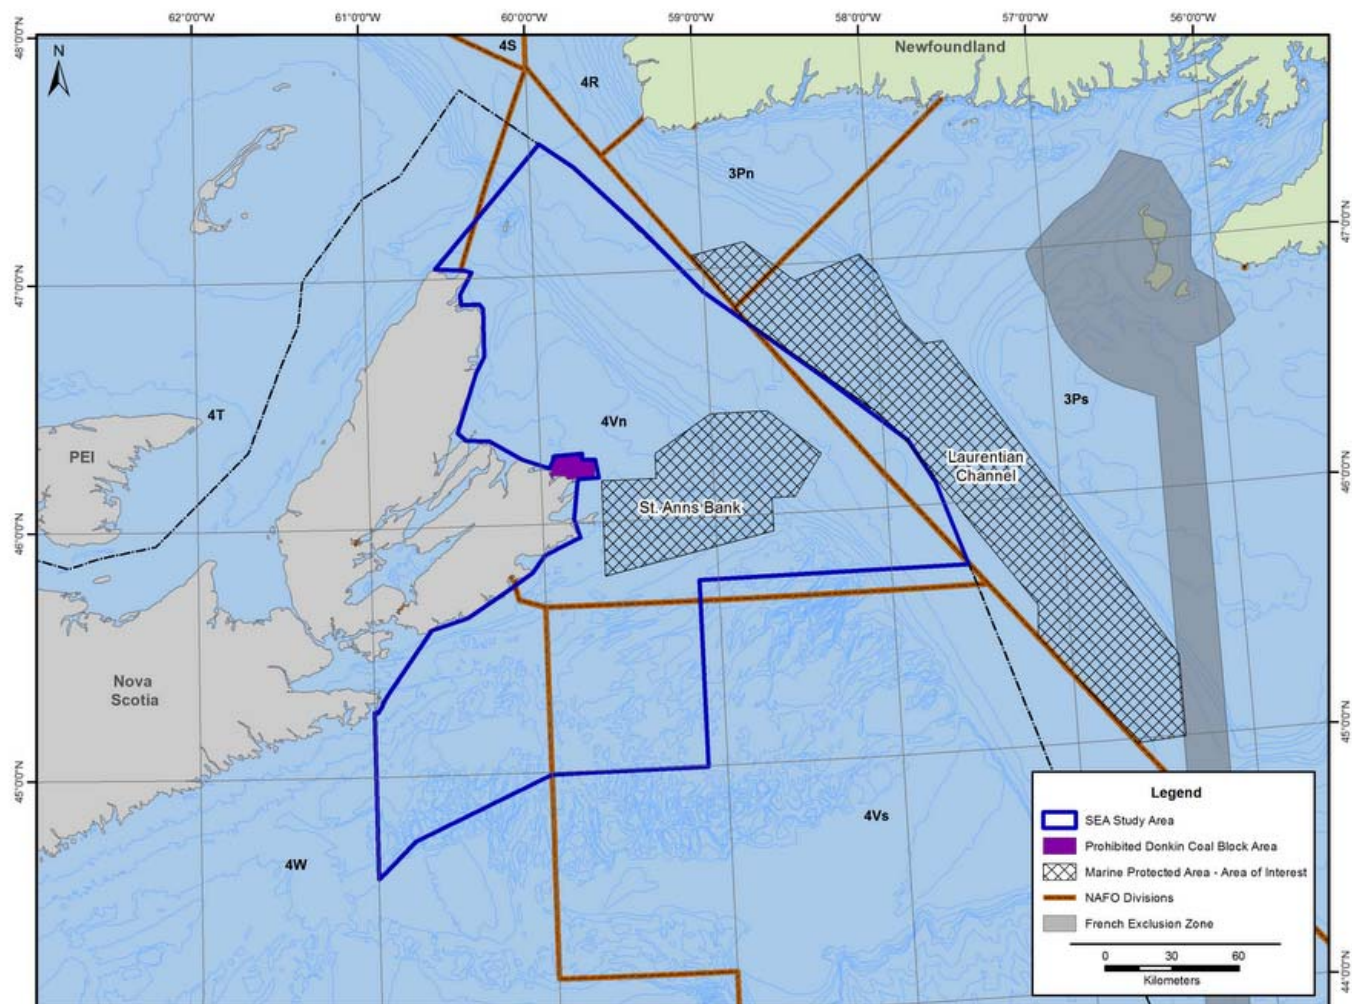 62°0'0"W
61°0'0"W
60°0'0"W
59°0'0"W
58°0'0"W
57°0'0"W
56°0'0"W
48°0'0"N
N
4S
Newfoundland
4R
3Pn
47°0'0"N
47°0'0"N
4T
4Vn
3Ps
PEI
Laurentian
Channel
46°0'0"N
St. Anns Bank
46°0'0"N
Nova
Scotia
45°0'0"N
45°0'0"N
4Vs
4W
Legend
SEA Study Area
Prohibited Donkin Coal Block Area
Marine Protected Area - Area of Interest
NAFO Divisions
French Exclusion Zone
0 30 60
Kilometers
44°0'0"N